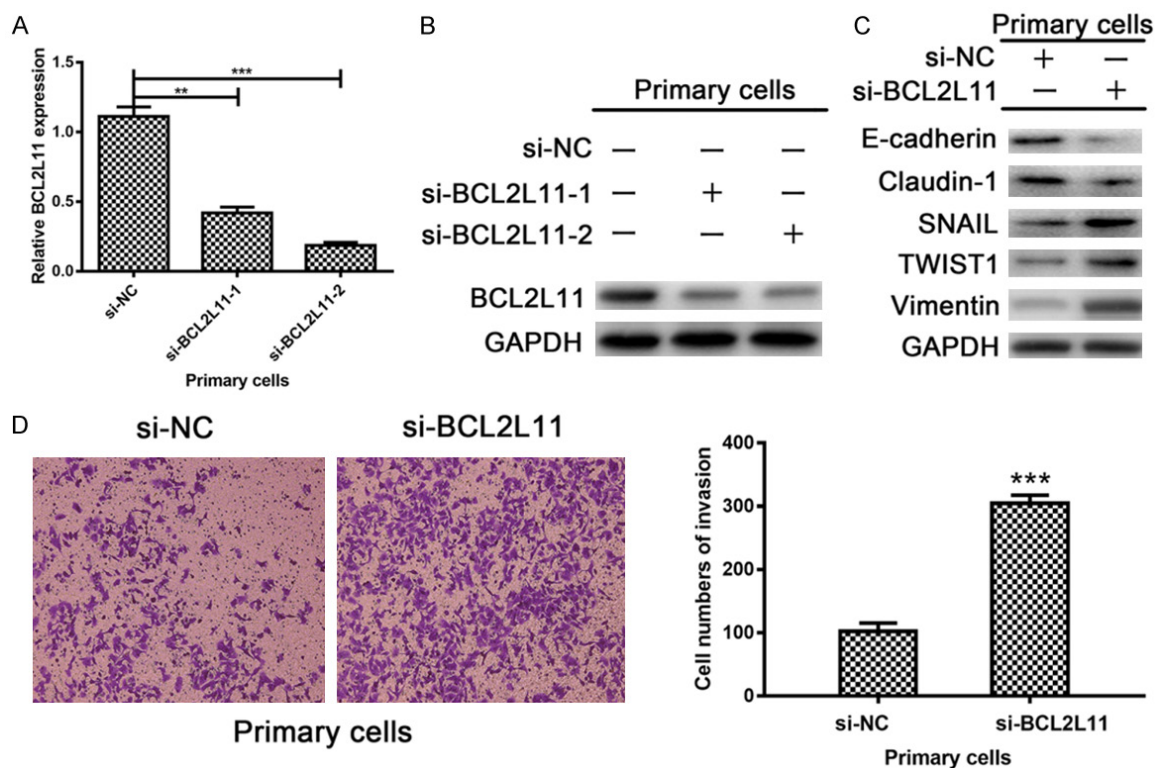 A
Relative BCL2L11 expression
1.5
1.0
0.5
0.0
***
**
si-NC
si-BCL2L11-1
si-BCL2L11-2
Primary cells
B
Primary cells
si-NC — — —
si-BCL2L11-1 — + —
si-BCL2L11-2 — — +
BCL2L11
GAPDH
C
Primary cells
si-NC + —
si-BCL2L11 — +
E-cadherin
Claudin-1
SNAIL
TWIST1
Vimentin
GAPDH
D
si-NC si-BCL2L11
Primary cells
Cell numbers of invasion
400
300
200
100
0
***
si-NC si-BCL2L11
Primary cells